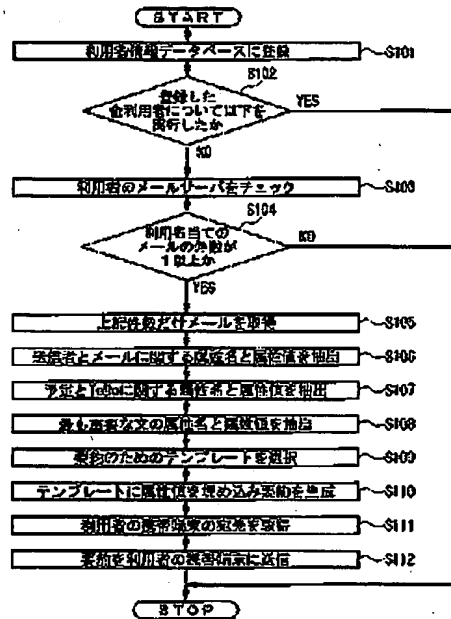 START
利用者情報データベースに登録
S101
S102
登録した
全利用者について以下を
実行したか
YES
NO
利用者のメールサーバをチェック
S103
S104
利用者当ての
メールの件数が
1以上か
NO
YES
上記件数だけメールを取得
S105
送信者とメールに関する属性名と属性値を抽出
S106
予定とToDoに関する属性名と属性値を抽出
S107
最も重要な文の属性名と属性値を抽出
S108
要約のためのテンプレートを選択
S109
テンプレートに属性値を埋め込み要約を生成
S110
利用者の携帯端末の宛先を取得
S111
要約を利用者の携帯端末に送信
S112
STOP